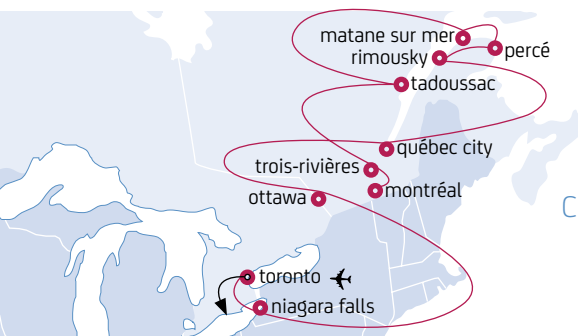 matane sur mer
rimousky
percé
tadoussac
québec city
trois-rivières
montréal
ottawa
C
toronto
niagara falls